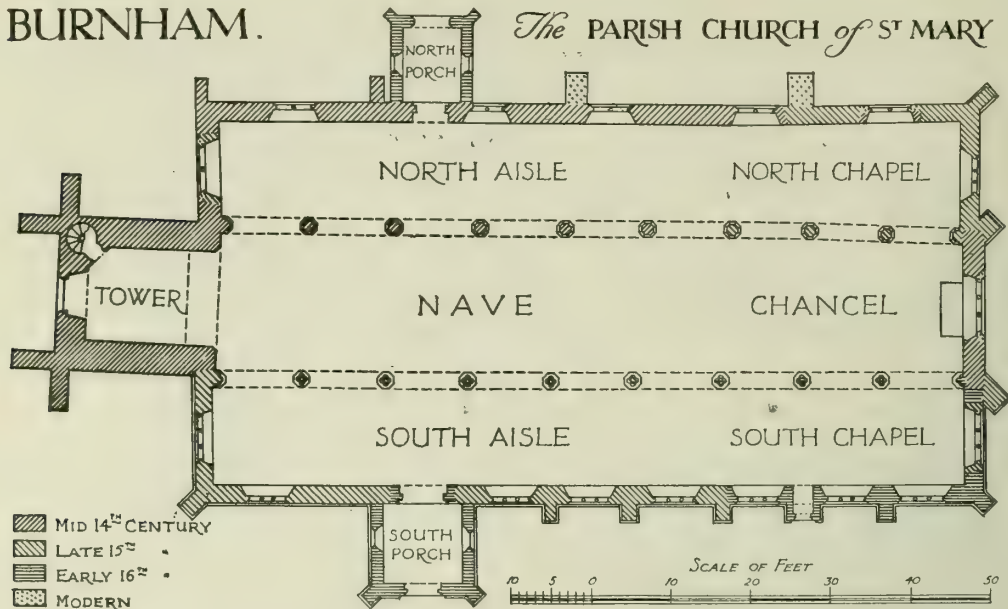 BURNHAM.
The PARISH CHURCH of ST MARY
NORTH
PORCH
NORTH AISLE
NORTH CHAPEL
TOWER
NAVE
CHANCEL
SOUTH AISLE
SOUTH CHAPEL
SOUTH
PORCH
MID 14TH CENTURY
LATE 15TH "
EARLY 16TH "
MODERN
SCALE OF FEET
10 5 0 10 20 30 40 50